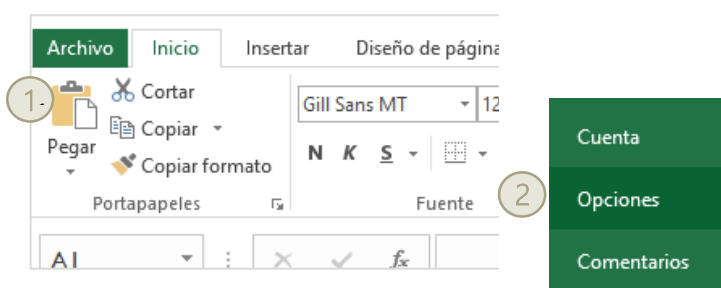 Archivo Inicio Insertar Diseño de página
1
Cortar
Copiar
Pegar
Copiar formato
Portapapeles
Gill Sans MT 12
N K S
Fuente
A1
fx
Cuenta
2
Opciones
Comentarios